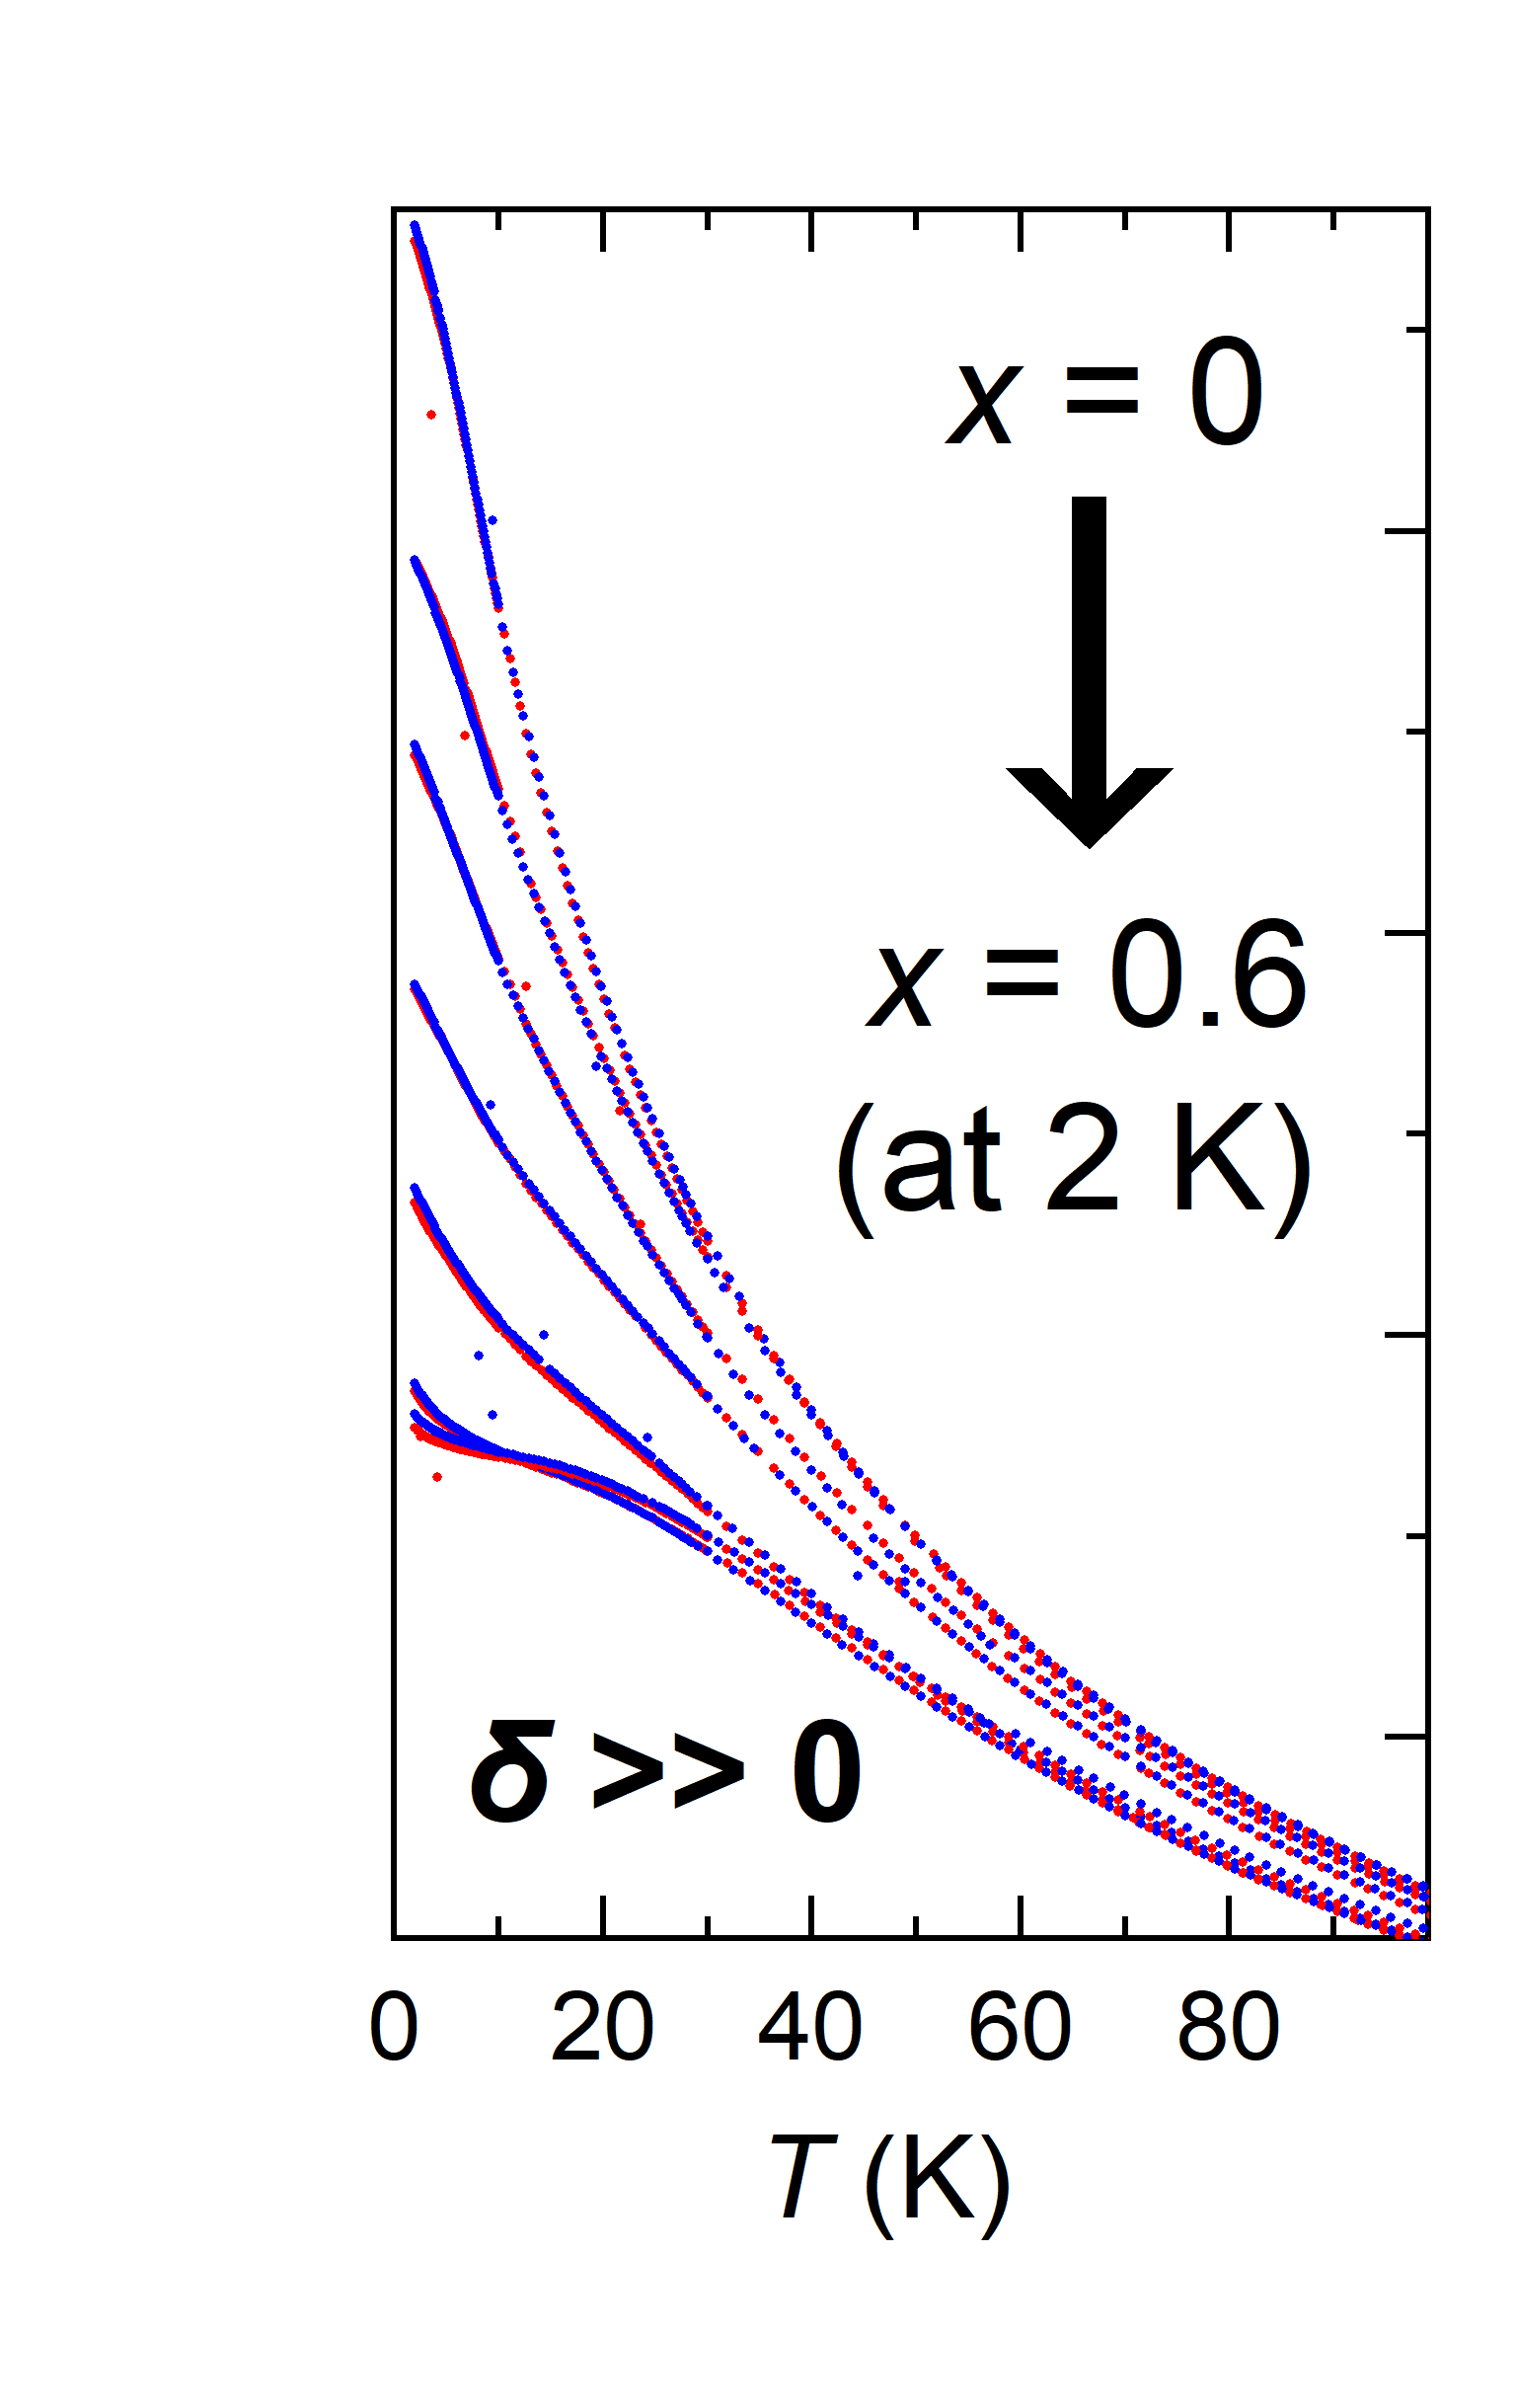 x = 0
x = 0.6
(at 2 K)
δ >> 0
0 20 40 60 80
T (K)